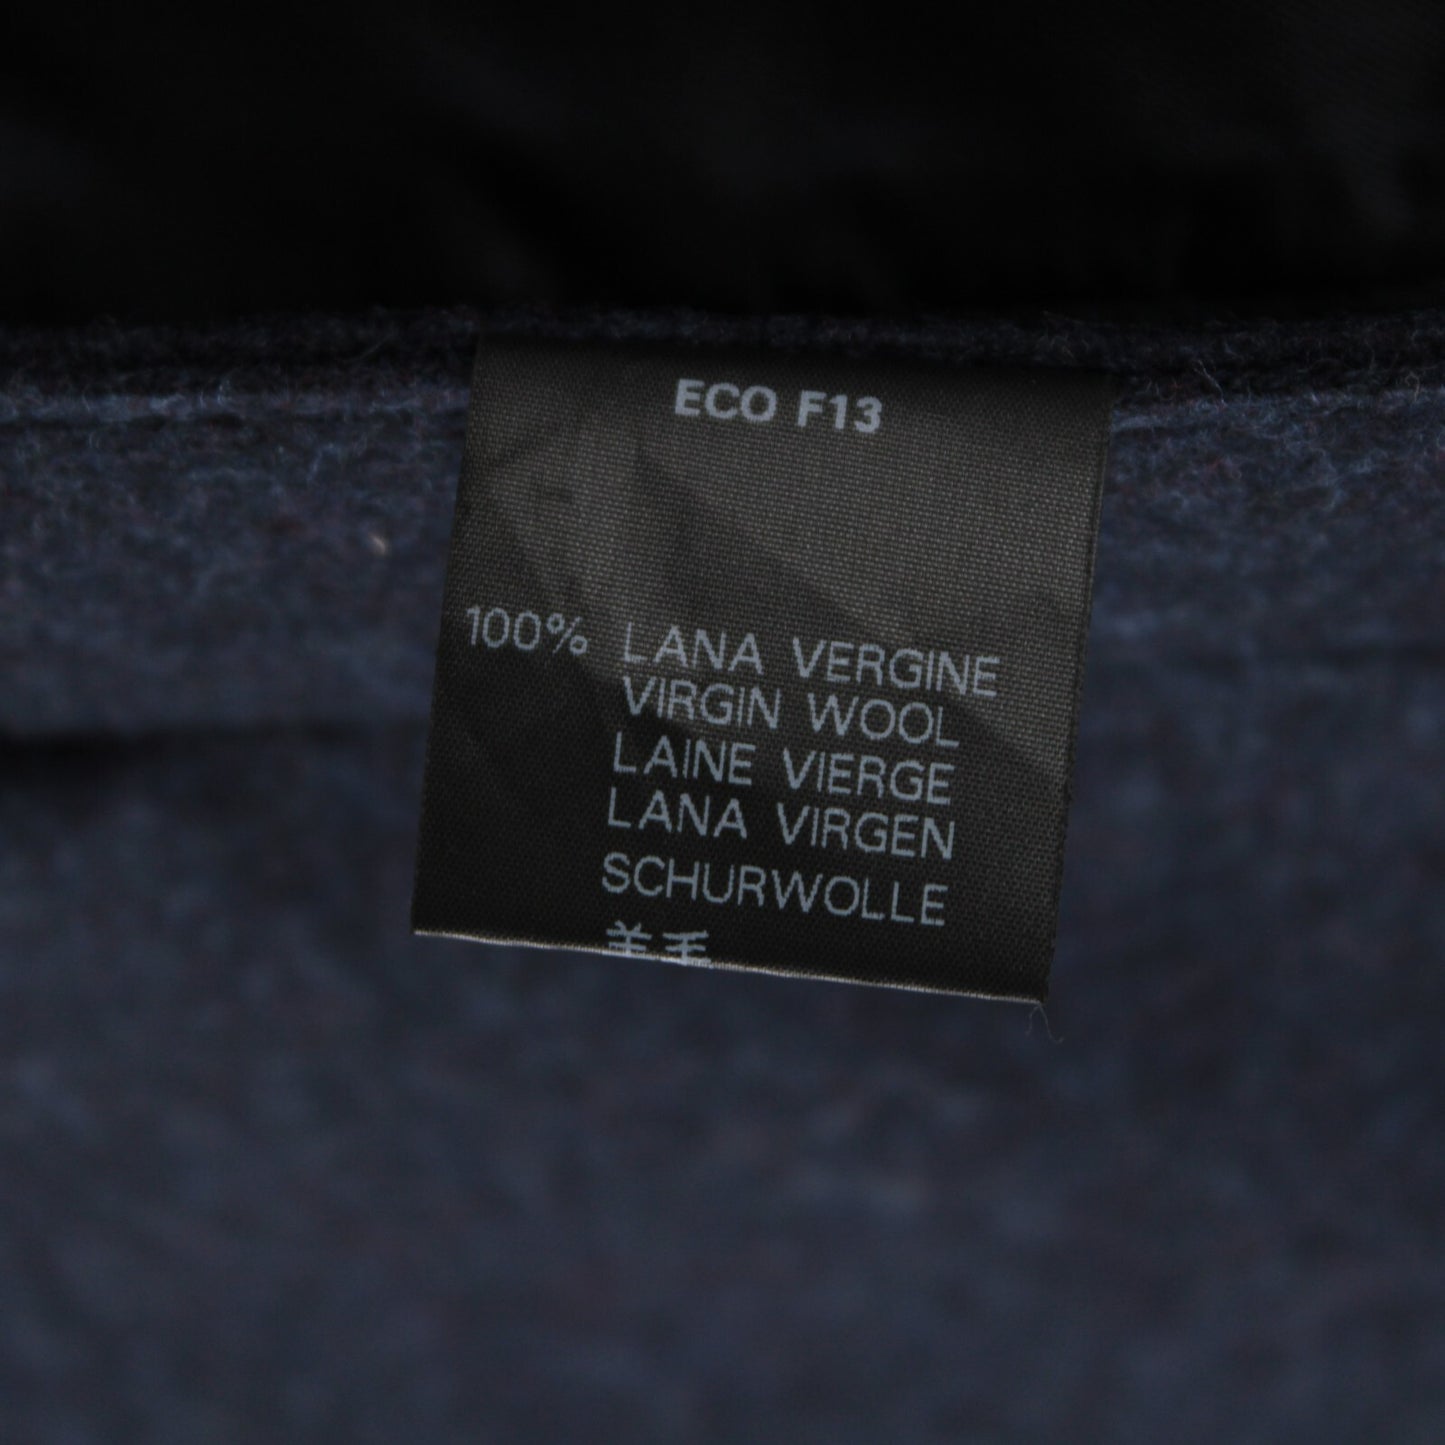 ECO F13
100% LANA VERGINE
VIRGIN WOOL
LAINE VIERGE
LANA VIRGEN
SCHURWOLLE
羊毛